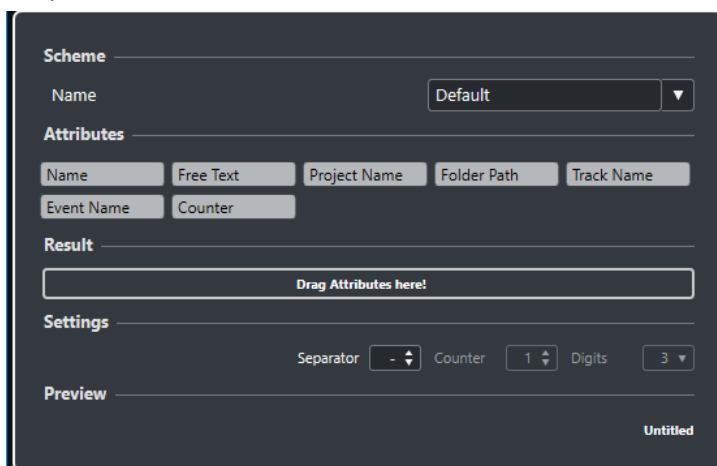 Scheme
Name Default
Attributes
Name Free Text Project Name Folder Path Track Name
Event Name Counter
Result
Drag Attributes here!
Settings
Separator - Counter 1 Digits 3
Preview
Untitled